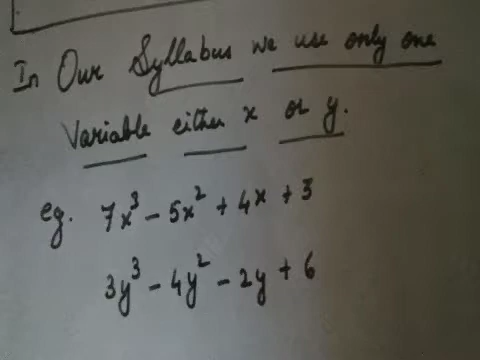 In Our Syllabus we use only one
Variable either x or y.
eg. 7x³ - 5x² + 4x + 3
3y³ - 4y² - 2y + 6